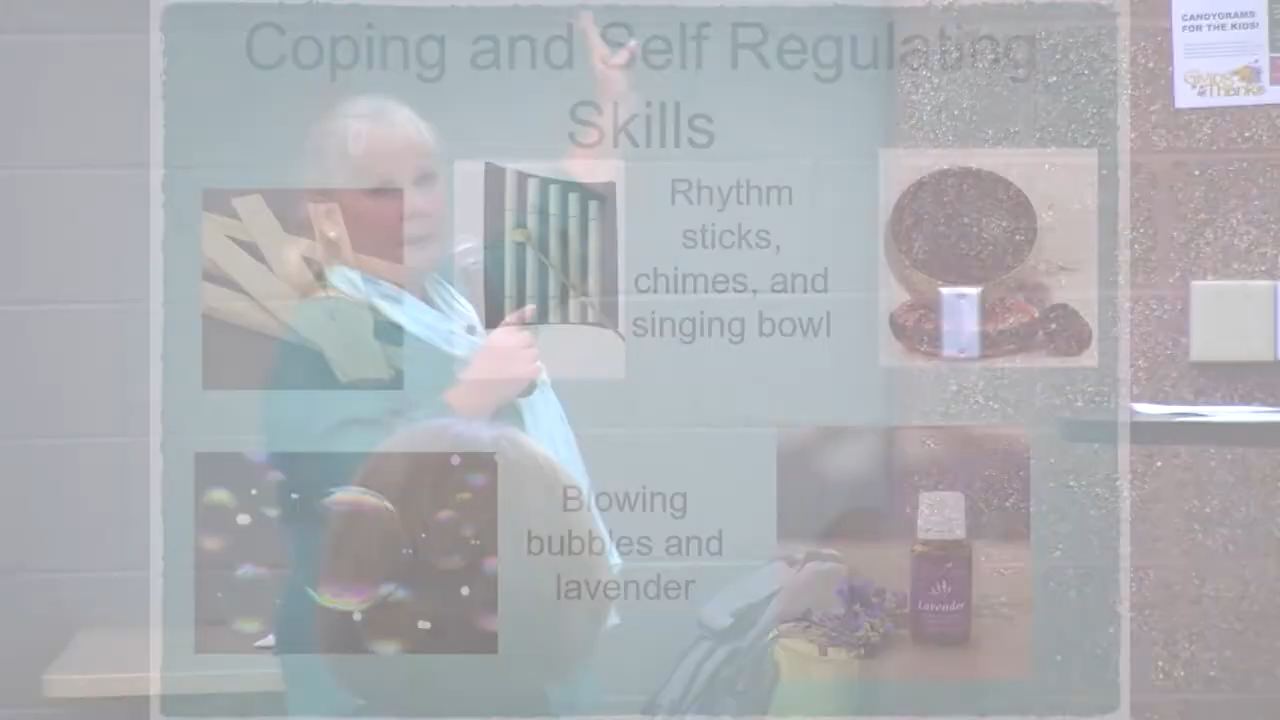 Coping and Self Regulating
Skills
CANDYGRAMS
FOR THE KIDS!
Rhythm
sticks,
chimes, and
singing bowl
Blowing
bubbles and
lavender
Lavender